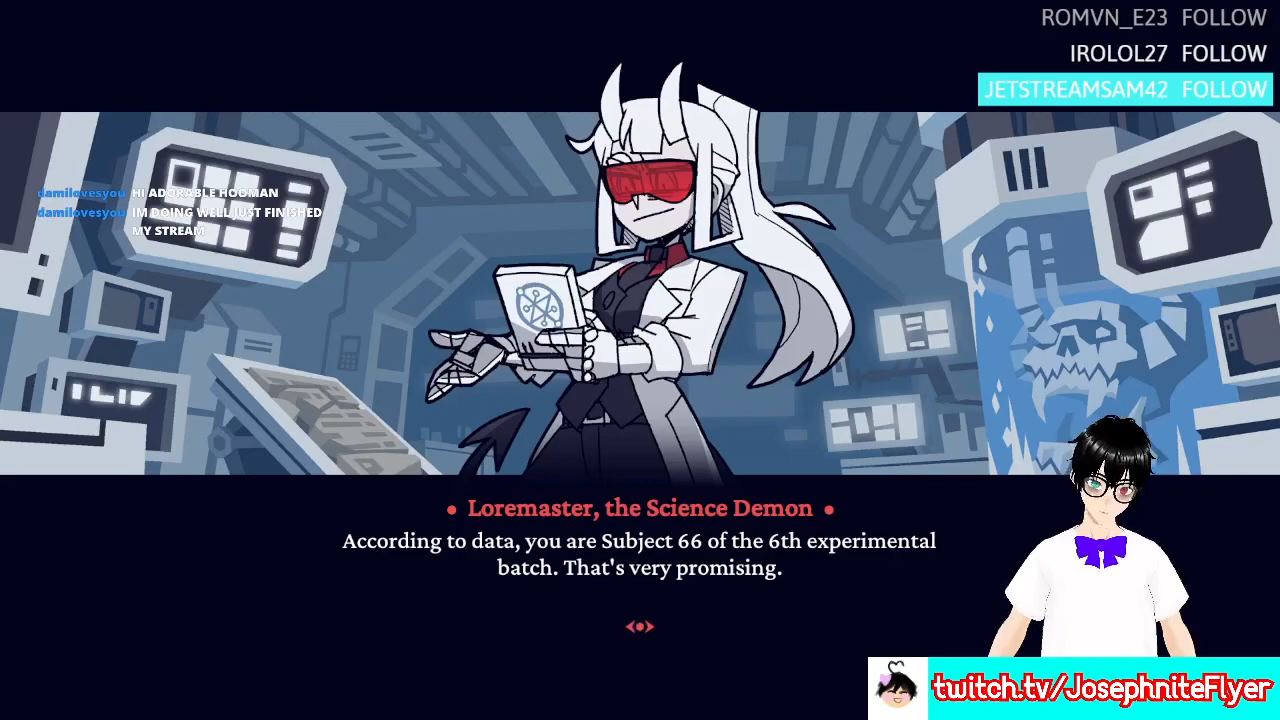 ROMVN_E23 FOLLOW
IROLOL27 FOLLOW
JETSTREAMSAM42 FOLLOW
damilovesyou HI ADORABLE HOOMAN
damilovesyou IM DOING WELL JUST FINISHED
MY STREAM
• Loremaster, the Science Demon •
According to data, you are Subject 66 of the 6th experimental
batch. That's very promising.
twitch.tv/JosephniteFlyer